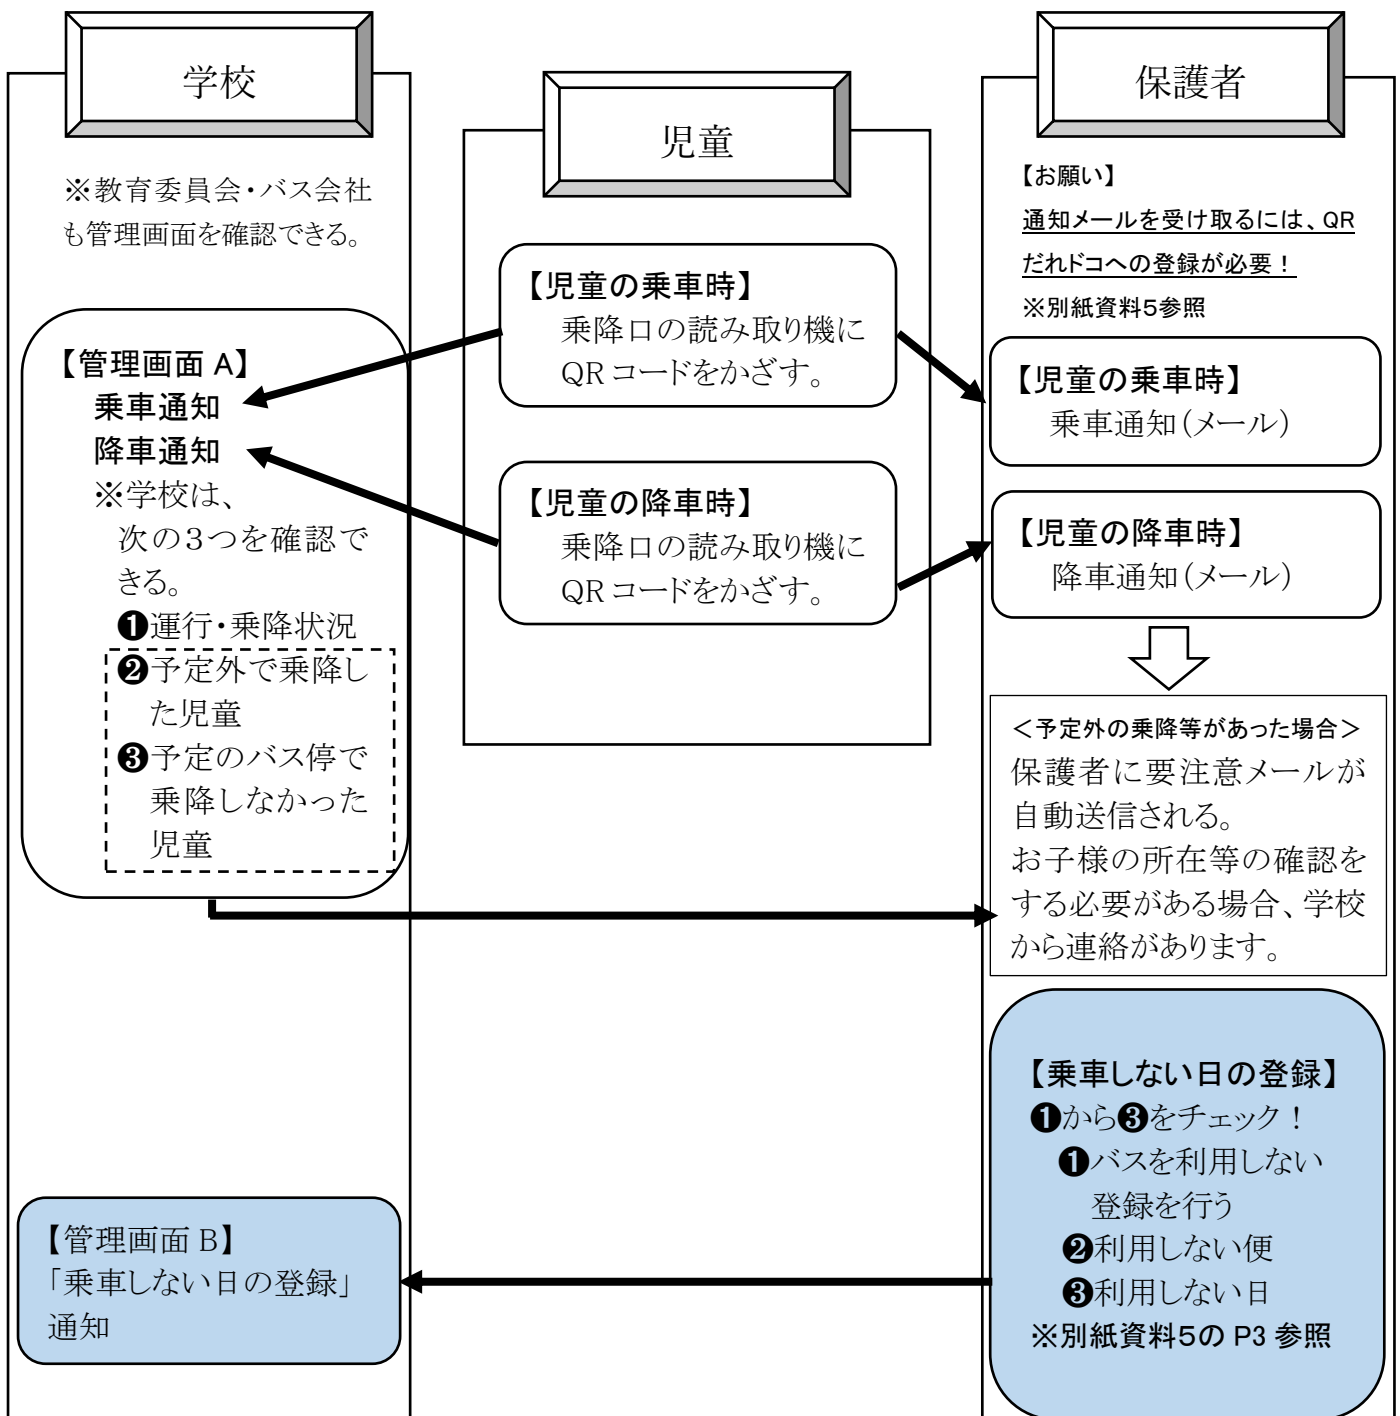 学校
※教育委員会・バス会社
も管理画面を確認できる。
【管理画面 A】
乗車通知
降車通知
※学校は、
次の3つを確認で
きる。
❶運行・乗降状況
❷予定外で乗降し
た児童
❸予定のバス停で
乗降しなかった
児童
【管理画面 B】
「乗車しない日の登録」
通知
児童
【児童の乗車時】
乗降口の読み取り機に
QRコードをかざす。
【児童の降車時】
乗降口の読み取り機に
QRコードをかざす。
保護者
【お願い】
通知メールを受け取るには、QR
だれドコへの登録が必要！
※別紙資料5参照
【児童の乗車時】
乗車通知(メール)
【児童の降車時】
降車通知(メール)
＜予定外の乗降等があった場合＞
保護者に要注意メールが
自動送信される。
お子様の所在等の確認を
する必要がある場合、学校
から連絡があります。
【乗車しない日の登録】
❶から❸をチェック！
❶バスを利用しない
登録を行う
❷利用しない便
❸利用しない日
※別紙資料5の P3 参照